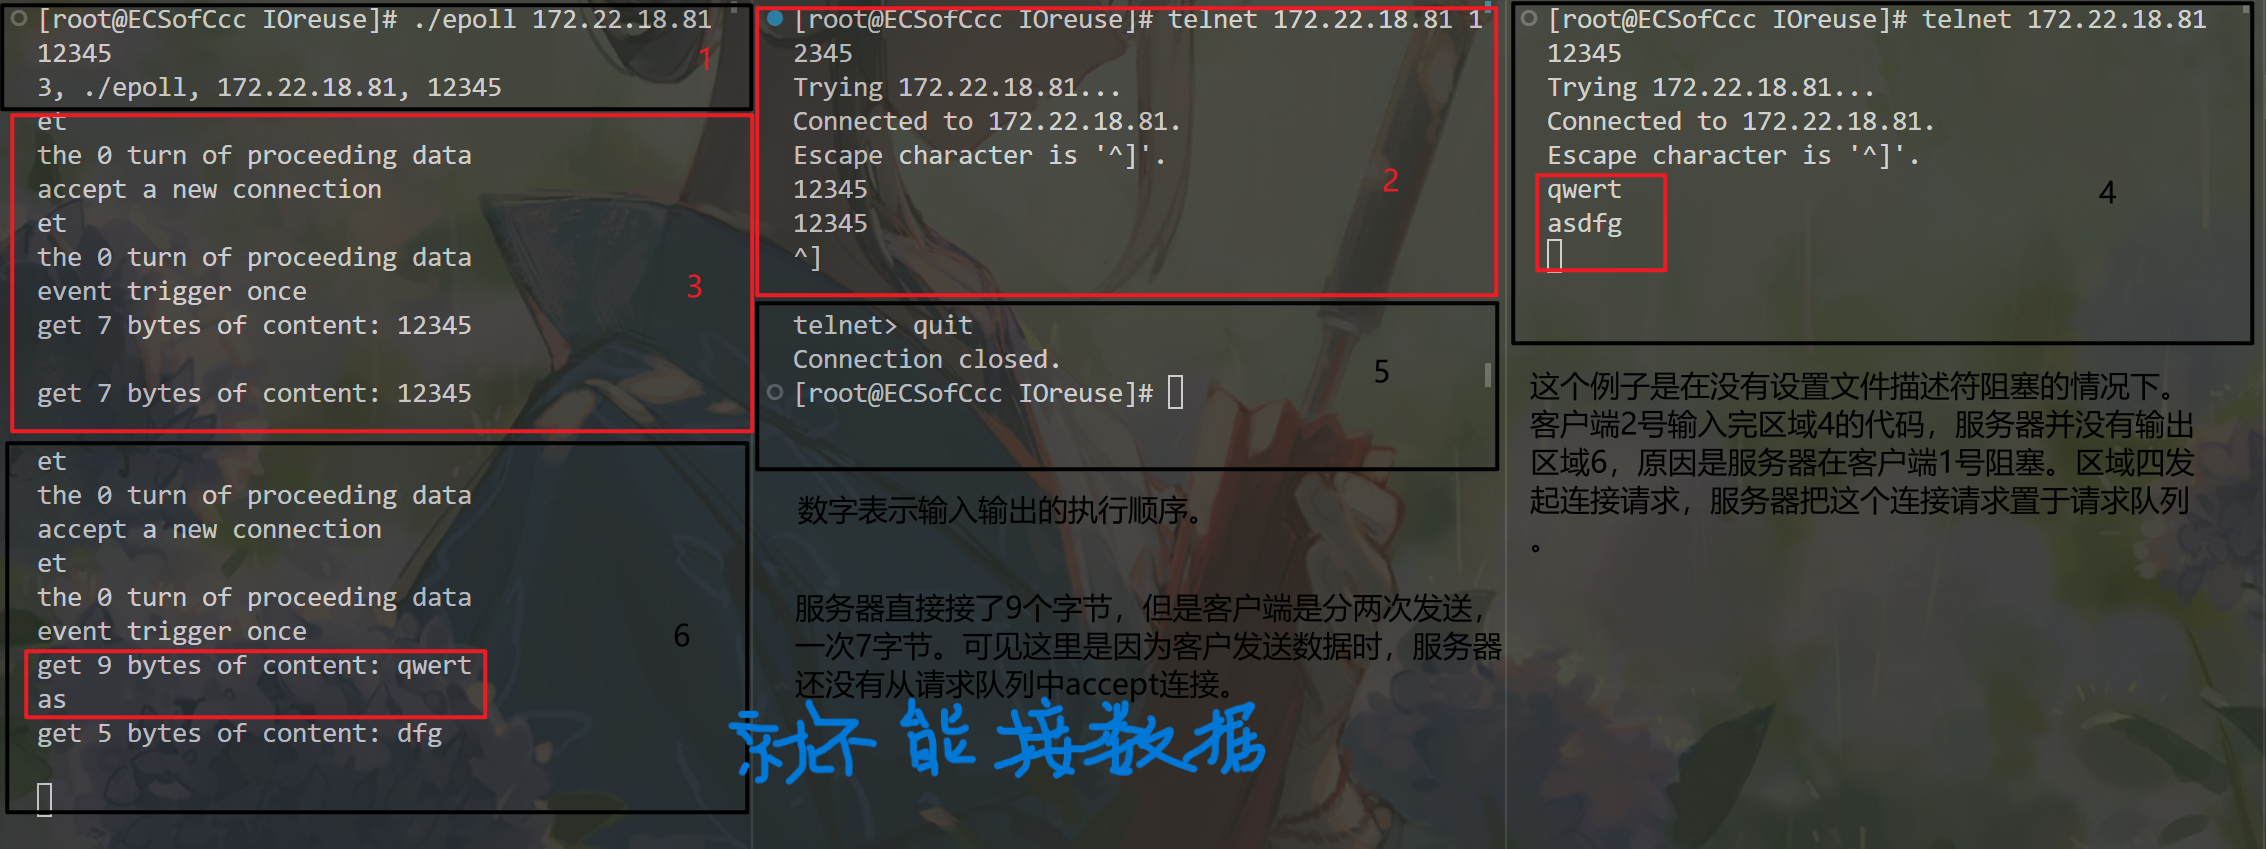 [root@ECSofCcc IOreuse]# ./epoll 172.22.18.81
12345
3, ./epoll, 172.22.18.81, 12345
1
et
the 0 turn of proceeding data
accept a new connection
et
the 0 turn of proceeding data
event trigger once
get 7 bytes of content: 12345
get 7 bytes of content: 12345
3
et
the 0 turn of proceeding data
accept a new connection
et
the 0 turn of proceeding data
event trigger once
get 9 bytes of content: qwert
as
get 5 bytes of content: dfg
6
[root@ECSofCcc IOreuse]# telnet 172.22.18.81 1
2345
Trying 172.22.18.81...
Connected to 172.22.18.81.
Escape character is '^]'.
12345
12345
^]
2
telnet> quit
Connection closed.
[root@ECSofCcc IOreuse]#
5
数字表示输入输出的执行顺序。
服务器直接接了9个字节，但是客户端是分两次发送，
一次7字节。可见这里是因为客户发送数据时，服务器
还没有从请求队列中accept连接。
就不能接数据
[root@ECSofCcc IOreuse]# telnet 172.22.18.81
12345
Trying 172.22.18.81...
Connected to 172.22.18.81.
Escape character is '^]'.
qwert
asdfg
4
这个例子是在没有设置文件描述符阻塞的情况下。
客户端2号输入完区域4的代码，服务器并没有输出
区域6，原因是服务器在客户端1号阻塞。区域四发
起连接请求，服务器把这个连接请求置于请求队列
。